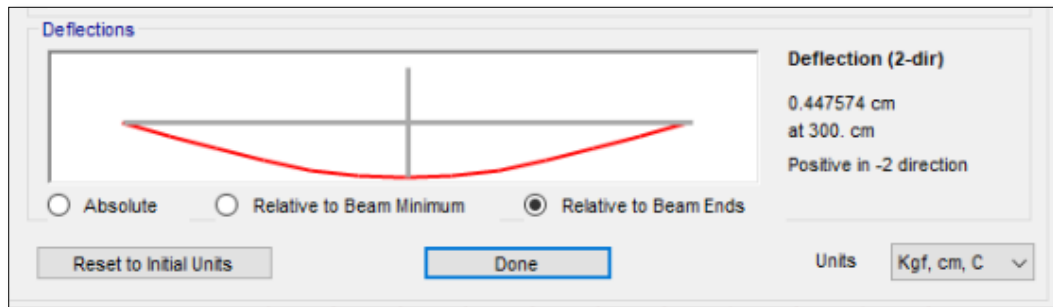 Deflections
Deflection (2-dir)
0.447574 cm
at 300. cm
Positive in -2 direction
Absolute
Relative to Beam Minimum
Relative to Beam Ends
Reset to Initial Units
Done
Units
Kgf, cm, C